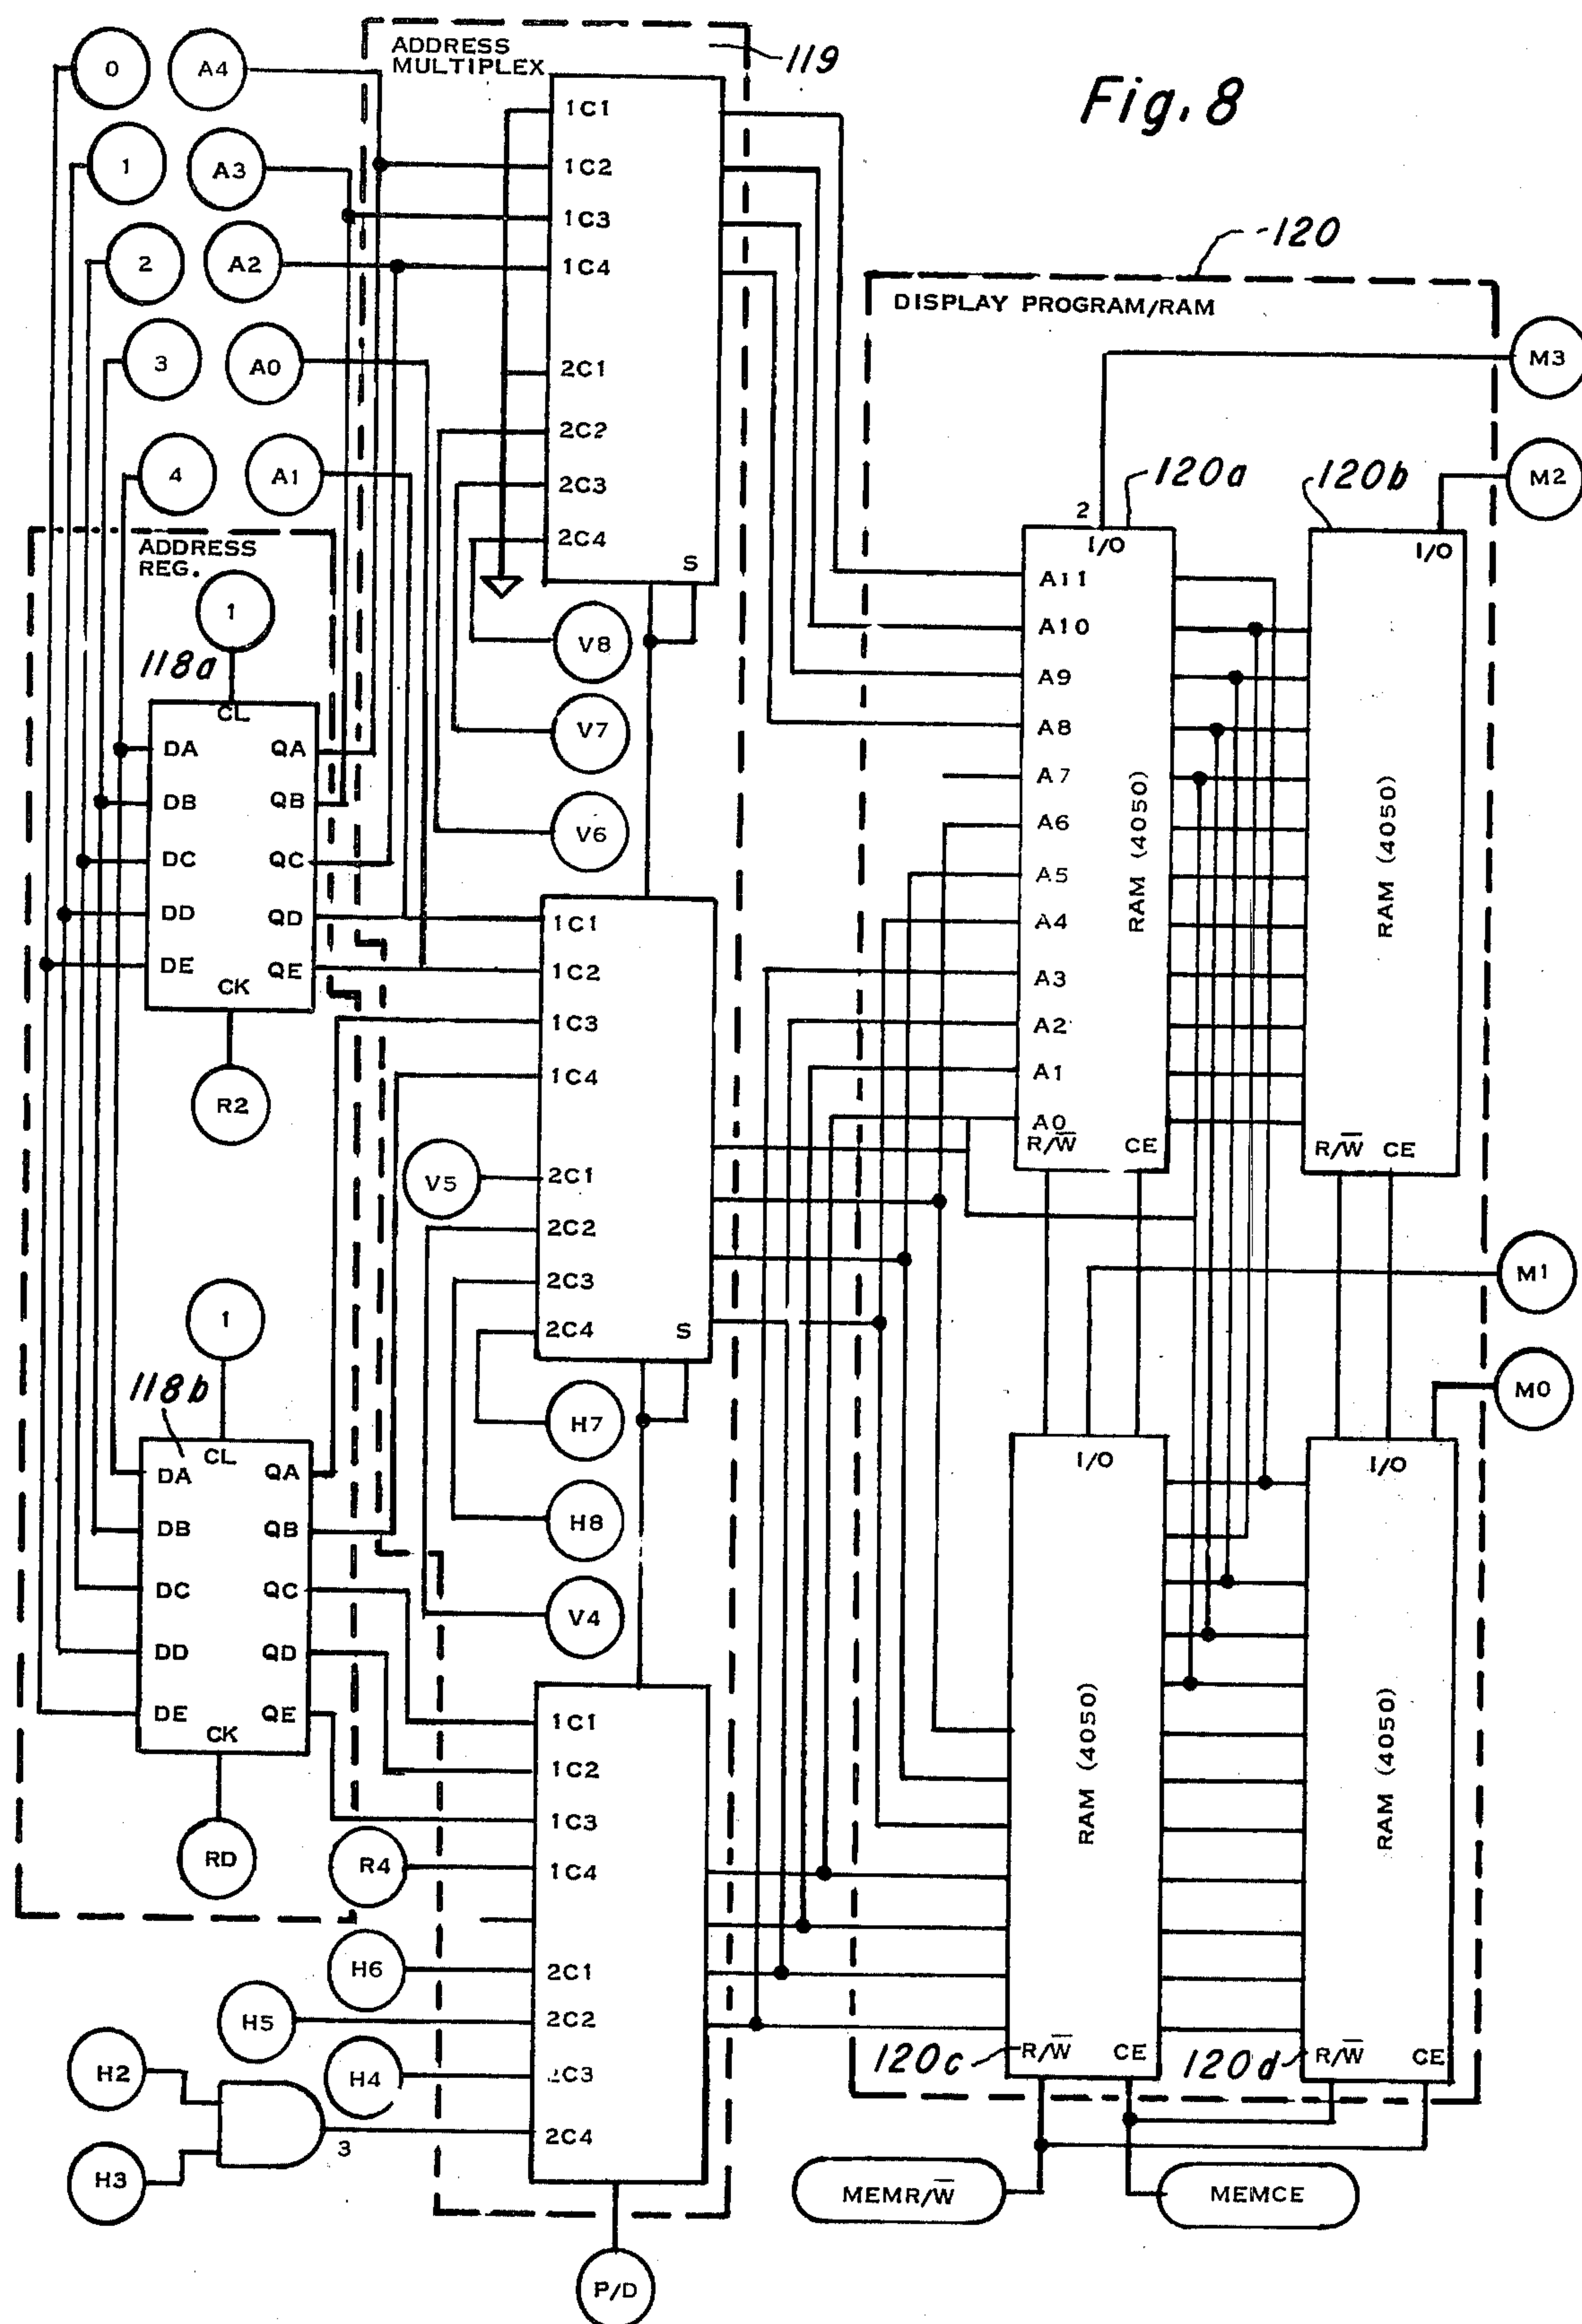 Fig. 8
ADDRESS
MULTIPLEX
119
0
A4
1
A3
2
A2
3
A0
4
A1
1C1
1C2
1C3
1C4
2C1
2C2
2C3
2C4
S
V8
V7
V6
120
DISPLAY PROGRAM/RAM
M3
M2
120a
120b
2
I/O
A11
A10
A9
A8
A7
A6
A5
A4
A3
A2
A1
A0
R/W̅
CE
RAM (4050)
I/O
RAM (4050)
R/W̅
CE
ADDRESS
REG.
1
118a
CL
DA
QA
DB
QB
DC
QC
DD
QD
DE
QE
CK
R2
1C1
1C2
1C3
1C4
V5
2C1
2C2
2C3
2C4
S
H7
H8
V4
M1
M0
1
118b
CL
DA
QA
DB
QB
DC
QC
DD
QD
DE
QE
CK
RD
1C1
1C2
1C3
R4
1C4
H6
2C1
H5
2C2
H4
2C3
2C4
H2
H3
3
P/D
I/O
RAM (4050)
120c
R/W̅
CE
I/O
RAM (4050)
120d
R/W̅
CE
MEMR/W̅
MEMCE